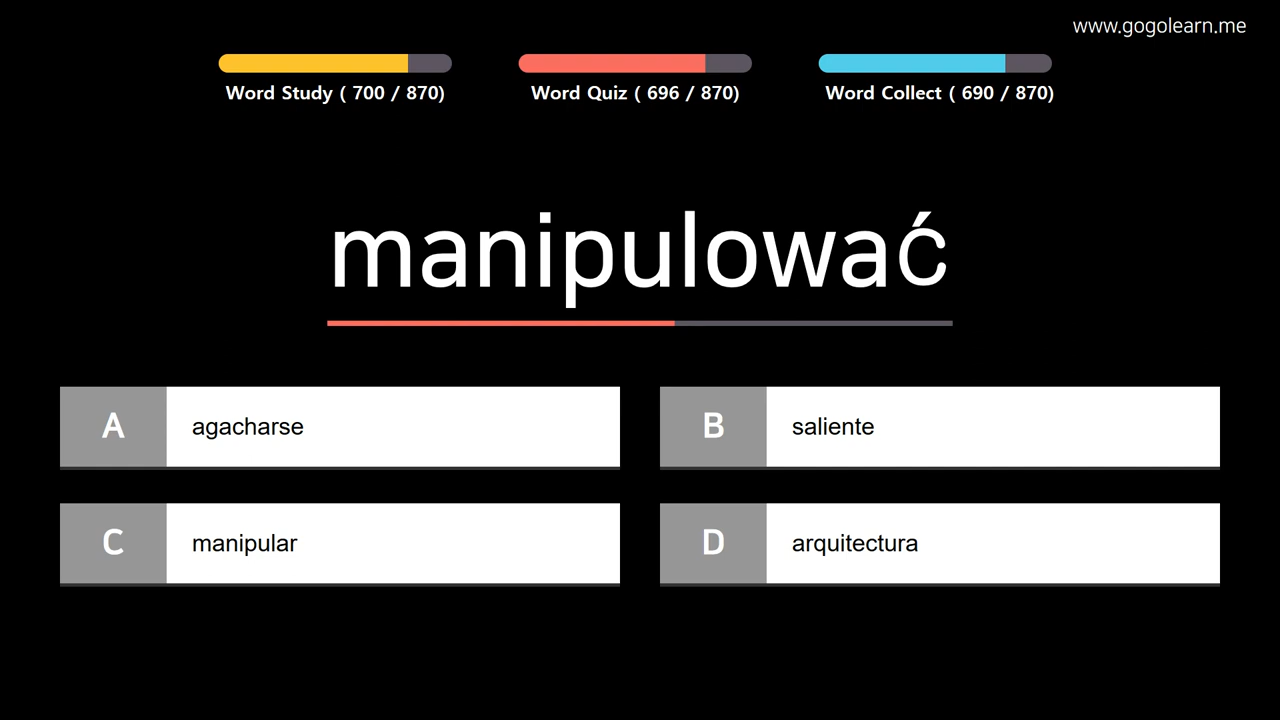 www.gogolearn.me
Word Study ( 700 / 870)
Word Quiz ( 696 / 870)
Word Collect ( 690 / 870)
manipulować
A agacharse
B saliente
C manipular
D arquitectura